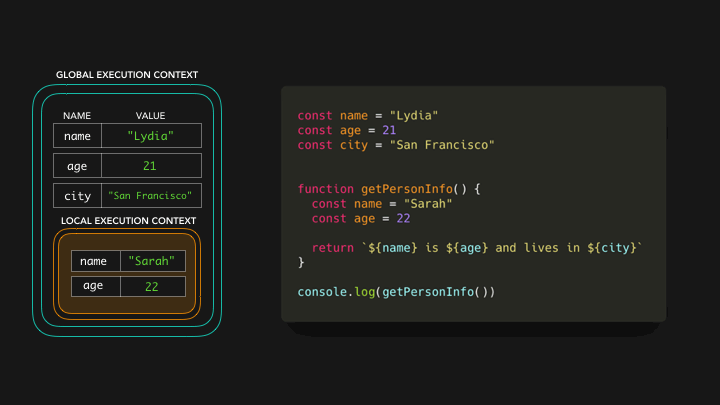 GLOBAL EXECUTION CONTEXT
NAME VALUE
name "Lydia"
age 21
city "San Francisco"
LOCAL EXECUTION CONTEXT
name "Sarah"
age 22
const name = "Lydia"
const age = 21
const city = "San Francisco"
function getPersonInfo() {
  const name = "Sarah"
  const age = 22
  return `${name} is ${age} and lives in ${city}`
}
console.log(getPersonInfo())